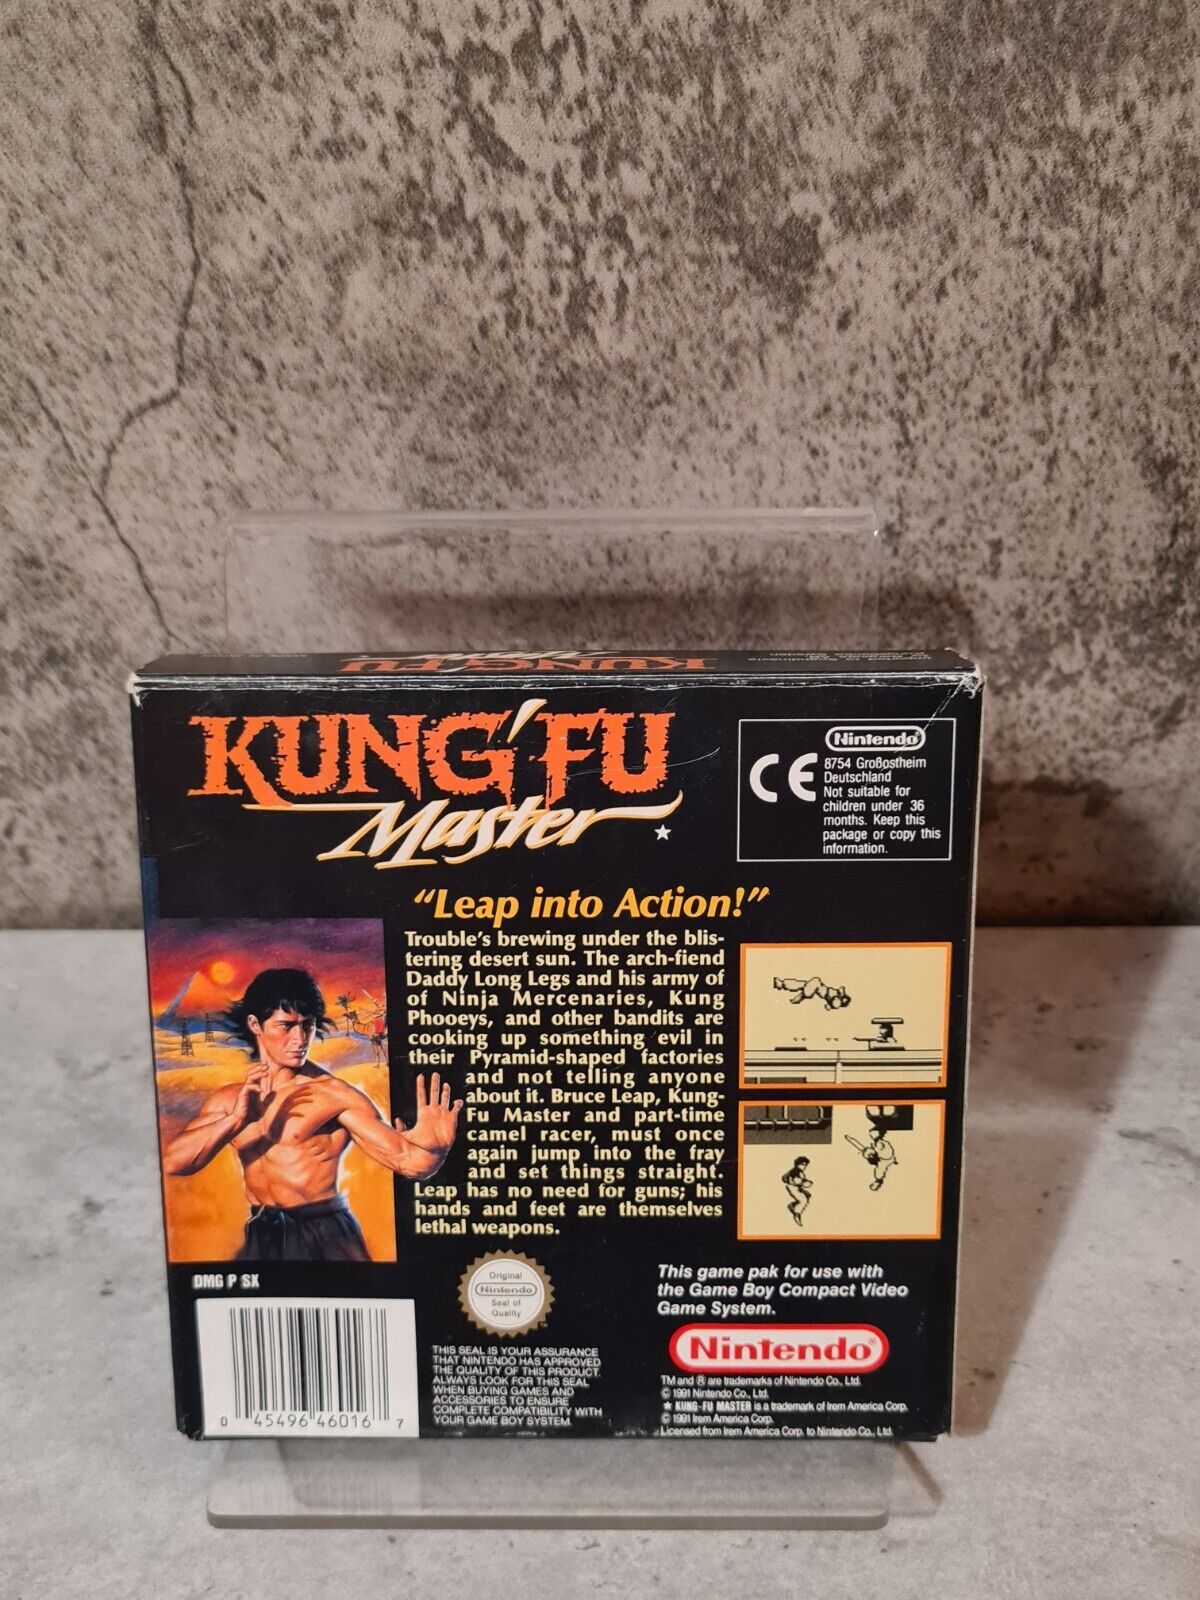 KUNG'FU
Master
KUNG'FU
Master ★
Nintendo
CE
8754 Großostheim
Deutschland
Not suitable for
children under 36
months. Keep this
package or copy this
information.
“Leap into Action!”
Trouble's brewing under the blis-
tering desert sun. The arch-fiend
Daddy Long Legs and his army of
of Ninja Mercenaries, Kung
Phooeys, and other bandits are
cooking up something evil in
their Pyramid-shaped factories
and not telling anyone
about it. Bruce Leap, Kung-
Fu Master and part-time
camel racer, must once
again jump into the fray
and set things straight.
Leap has no need for guns; his
hands and feet are themselves
lethal weapons.
DMG P SX
0 45496 46016 7
Original
Nintendo
Seal of
Quality
THIS SEAL IS YOUR ASSURANCE
THAT NINTENDO HAS APPROVED
THE QUALITY OF THIS PRODUCT.
ALWAYS LOOK FOR THIS SEAL
WHEN BUYING GAMES AND
ACCESSORIES TO ENSURE
COMPLETE COMPATIBILITY WITH
YOUR GAME BOY SYSTEM.
This game pak for use with
the Game Boy Compact Video
Game System.
Nintendo®
TM and ® are trademarks of Nintendo Co., Ltd.
© 1991 Nintendo Co., Ltd.
★ KUNG-FU MASTER is a trademark of Irem America Corp.
© 1991 Irem America Corp.
Licensed from Irem America Corp. to Nintendo Co., Ltd.